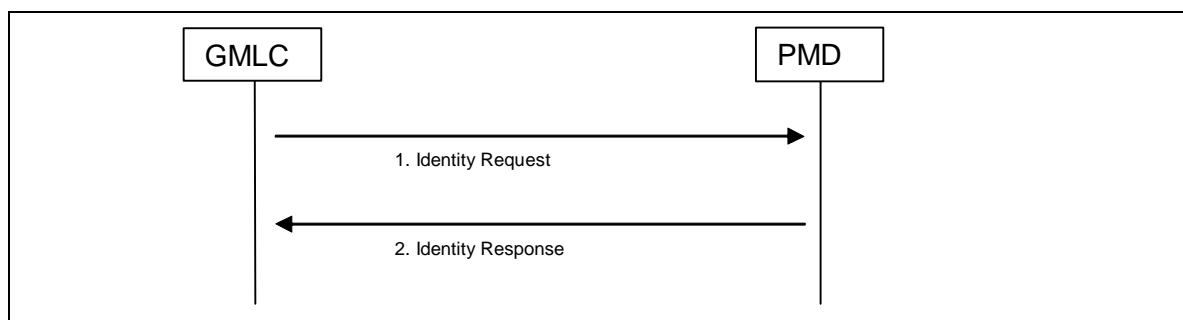 GMLC
PMD
1. Identity Request
2. Identity Response